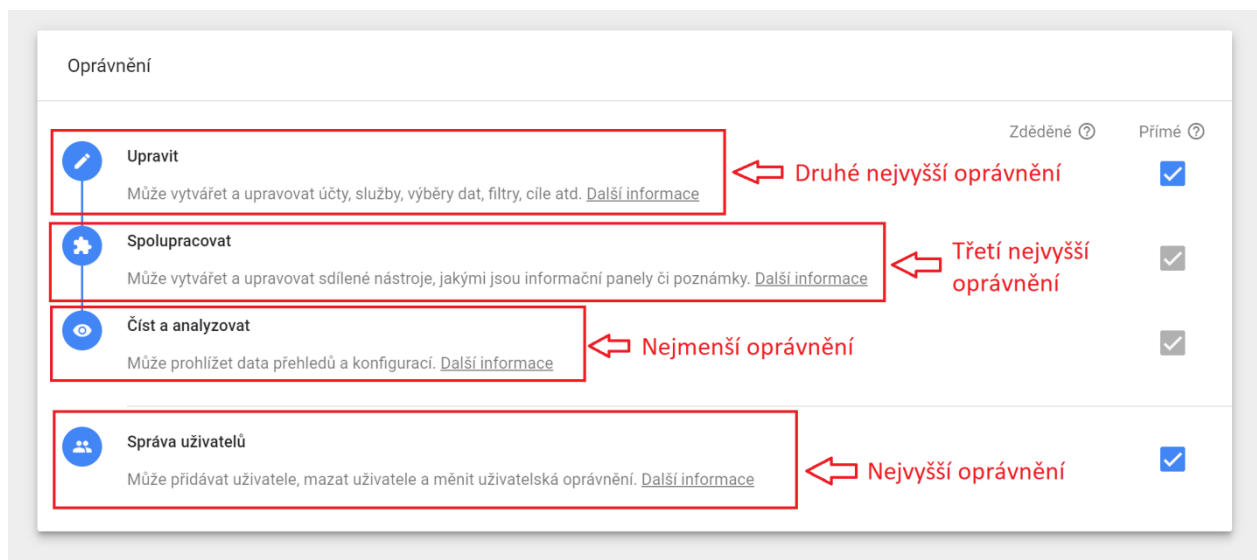 Oprávnění
Zděděné Přímé
Upravit
Může vytvářet a upravovat účty, služby, výběry dat, filtry, cíle atd. Další informace
Druhé nejvyšší oprávnění
Spolupracovat
Může vytvářet a upravovat sdílené nástroje, jakými jsou informační panely či poznámky. Další informace
Třetí nejvyšší
oprávnění
Číst a analyzovat
Může prohlížet data přehledů a konfigurací. Další informace
Nejmenší oprávnění
Správa uživatelů
Může přidávat uživatele, mazat uživatele a měnit uživatelská oprávnění. Další informace
Nejvyšší oprávnění